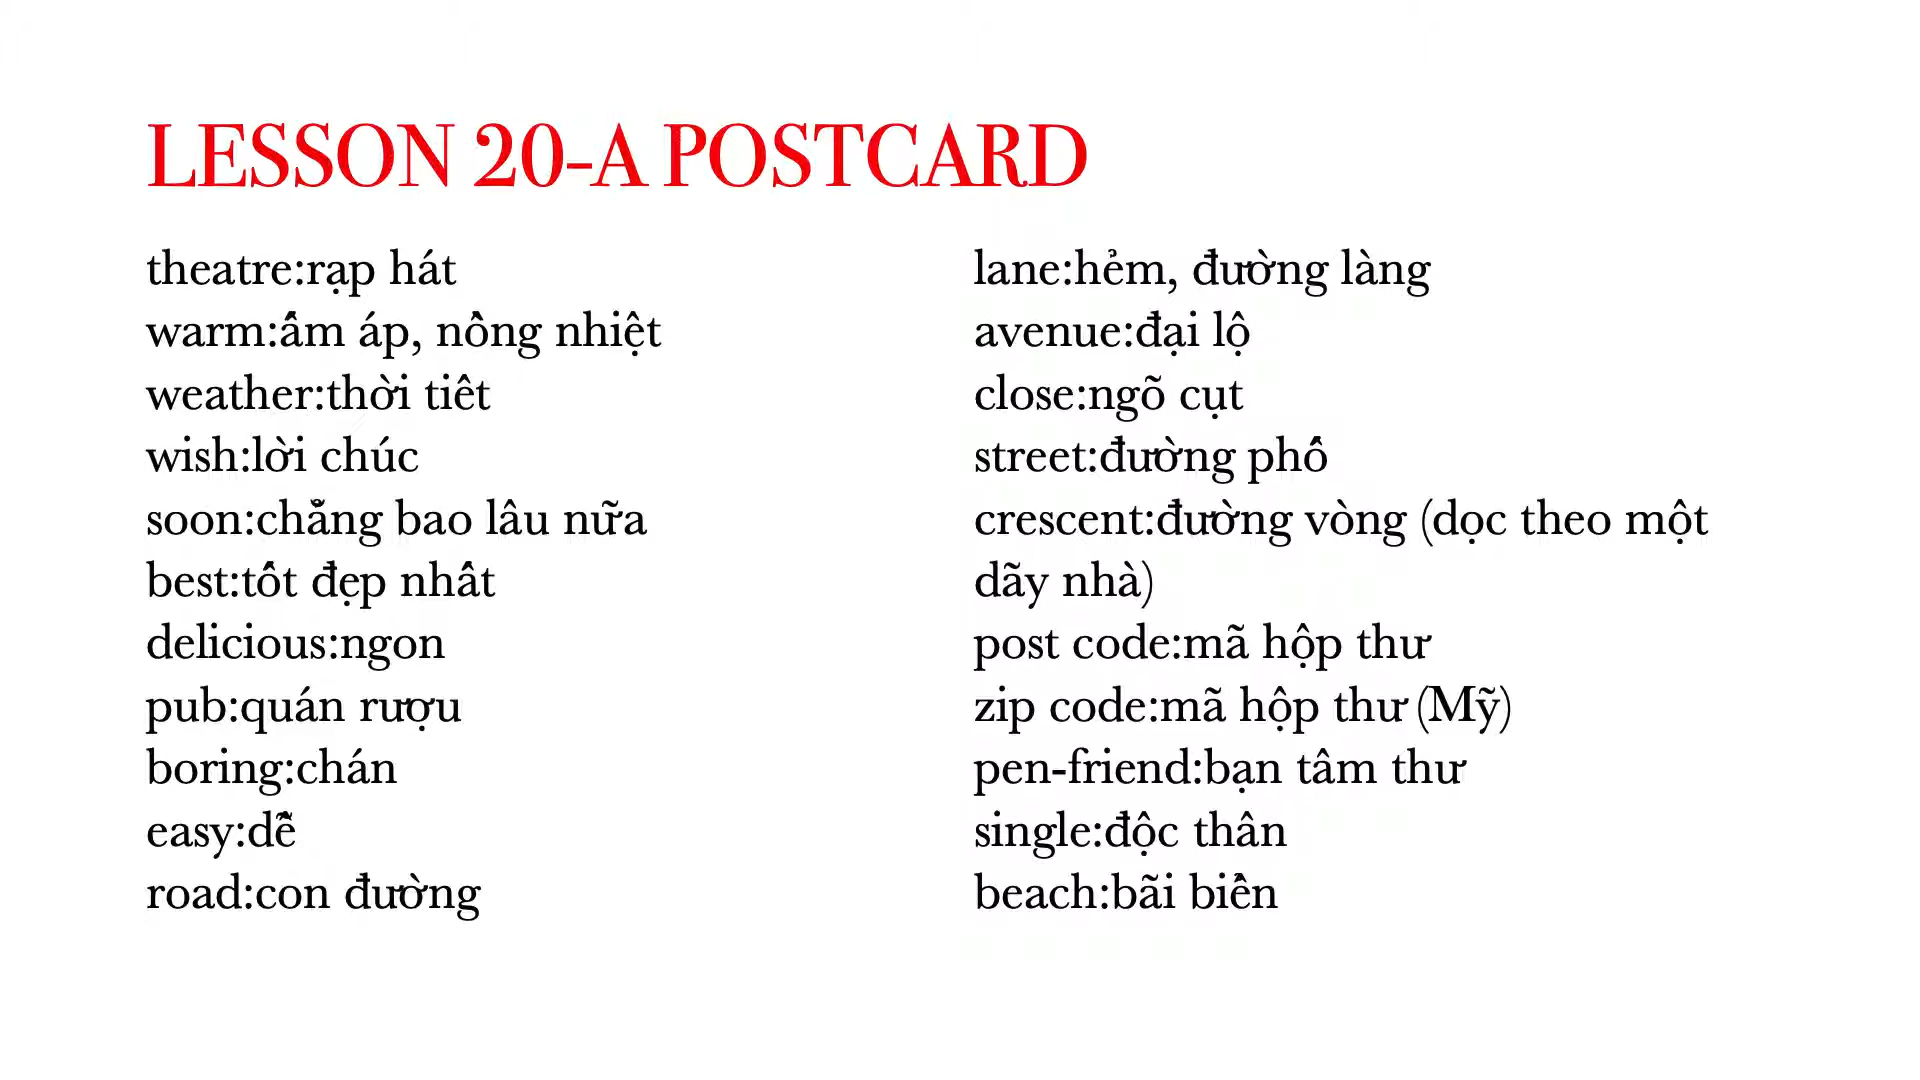 LESSON 20-A POSTCARD
theatre:rạp hát
warm:ấm áp, nồng nhiệt
weather:thời tiết
wish:lời chúc
soon:chẳng bao lâu nữa
best:tốt đẹp nhất
delicious:ngon
pub:quán rượu
boring:chán
easy:dễ
road:con đường
lane:hẻm, đường làng
avenue:đại lộ
close:ngõ cụt
street:đường phố
crescent:đường vòng (dọc theo một
dãy nhà)
post code:mã hộp thư
zip code:mã hộp thư (Mỹ)
pen-friend:bạn tâm thư
single:độc thân
beach:bãi biển